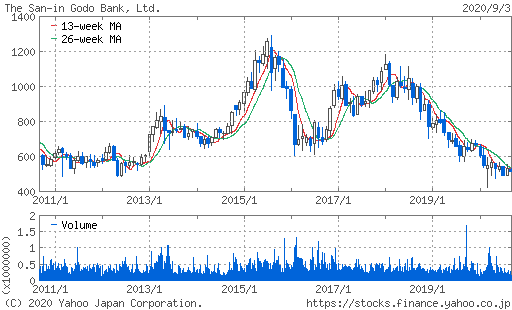 The San-in Godo Bank, Ltd. 2020/9/3
13-week MA
26-week MA
1400
1200
1000
800
600
400
2011/1 2013/1 2015/1 2017/1 2019/1
Volume
2
1.5
1
0.5
0
(x1000000)
2011/1 2013/1 2015/1 2017/1 2019/1
(C) 2020 Yahoo Japan Corporation. https://stocks.finance.yahoo.co.jp